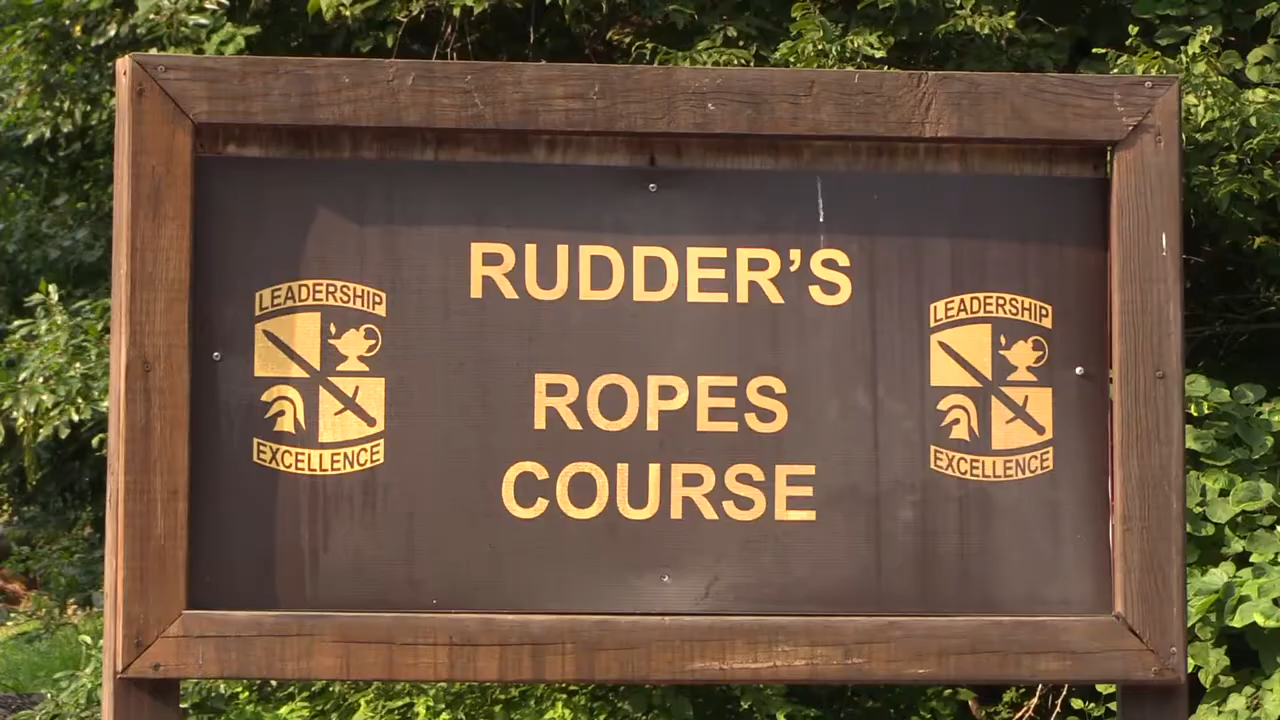 RUDDER'S
LEADERSHIP
LEADERSHIP
ROPES
COURSE
EXCELLENCE
EXCELLENCE